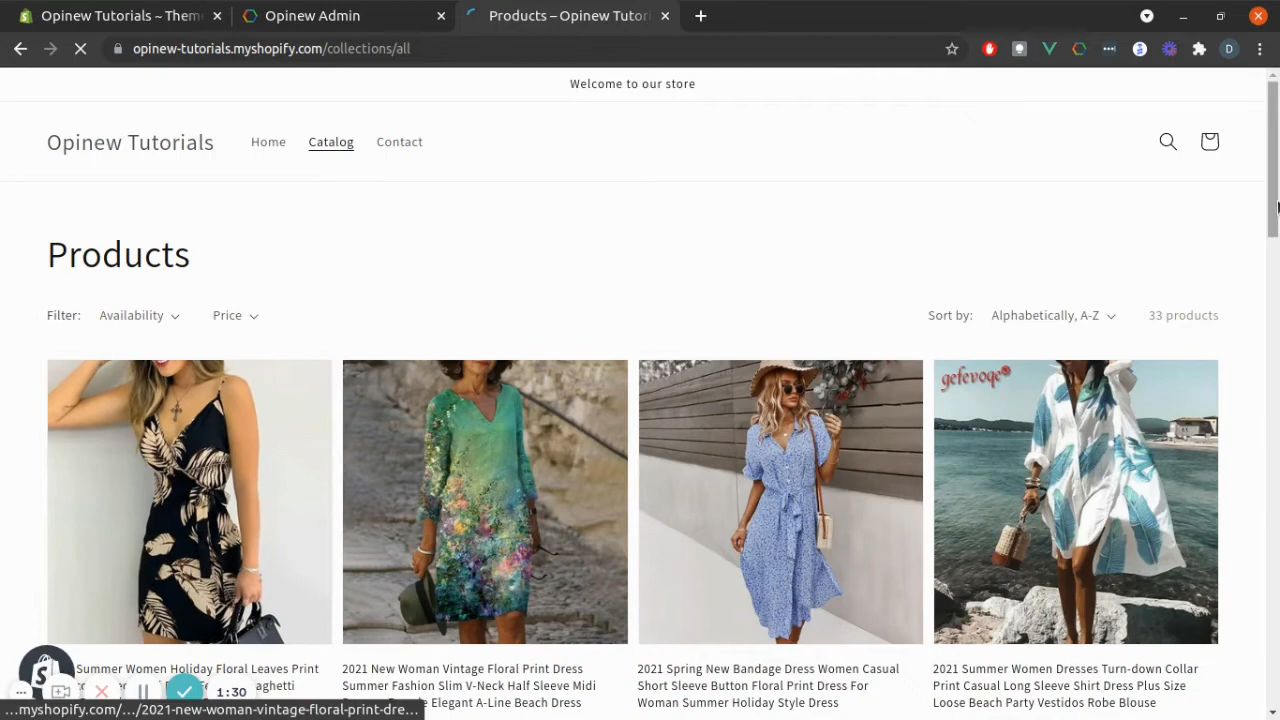 Opinew Tutorials ~ Theme
Opinew Admin
Products – Opinew Tutori
opinew-tutorials.myshopify.com/collections/all
D
Welcome to our store
Opinew Tutorials
Home
Catalog
Contact
Products
Filter:
Availability
Price
Sort by:
Alphabetically, A-Z
33 products
gefevoqe®
Summer Women Holiday Floral Leaves Print
2021 New Woman Vintage Floral Print Dress
Summer Fashion Slim V-Neck Half Sleeve Midi
Elegant A-Line Beach Dress
2021 Spring New Bandage Dress Women Casual
Short Sleeve Button Floral Print Dress For
Woman Summer Holiday Style Dress
2021 Summer Women Dresses Turn-down Collar
Print Casual Long Sleeve Shirt Dress Plus Size
Loose Beach Party Vestidos Robe Blouse
1:30
...myshopify.com/.../2021-new-woman-vintage-floral-print-dre...